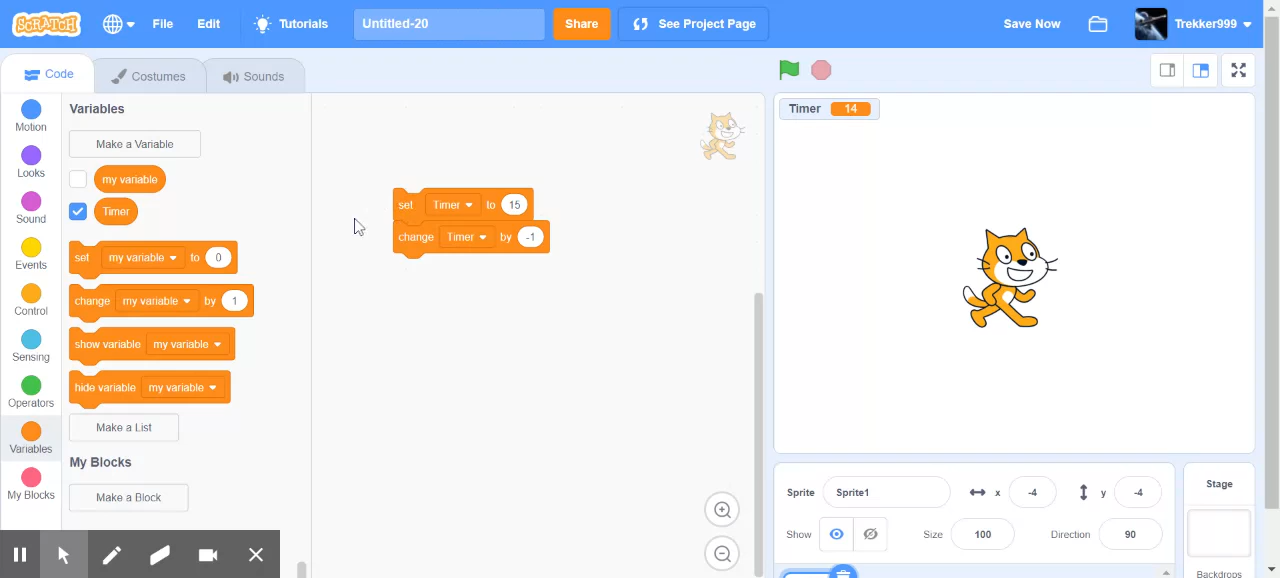 SCRATCH
File
Edit
Tutorials
Untitled-20
Share
See Project Page
Save Now
Trekker999
Code
Costumes
Sounds
Motion
Looks
Sound
Events
Control
Sensing
Operators
Variables
My Blocks
Variables
Make a Variable
my variable
Timer
set my variable to 0
change my variable by 1
show variable my variable
hide variable my variable
Make a List
My Blocks
Make a Block
set Timer to 15
change Timer by -1
Timer 14
Sprite Sprite1 x -4 y -4
Show Size 100 Direction 90
Stage
Backdrops